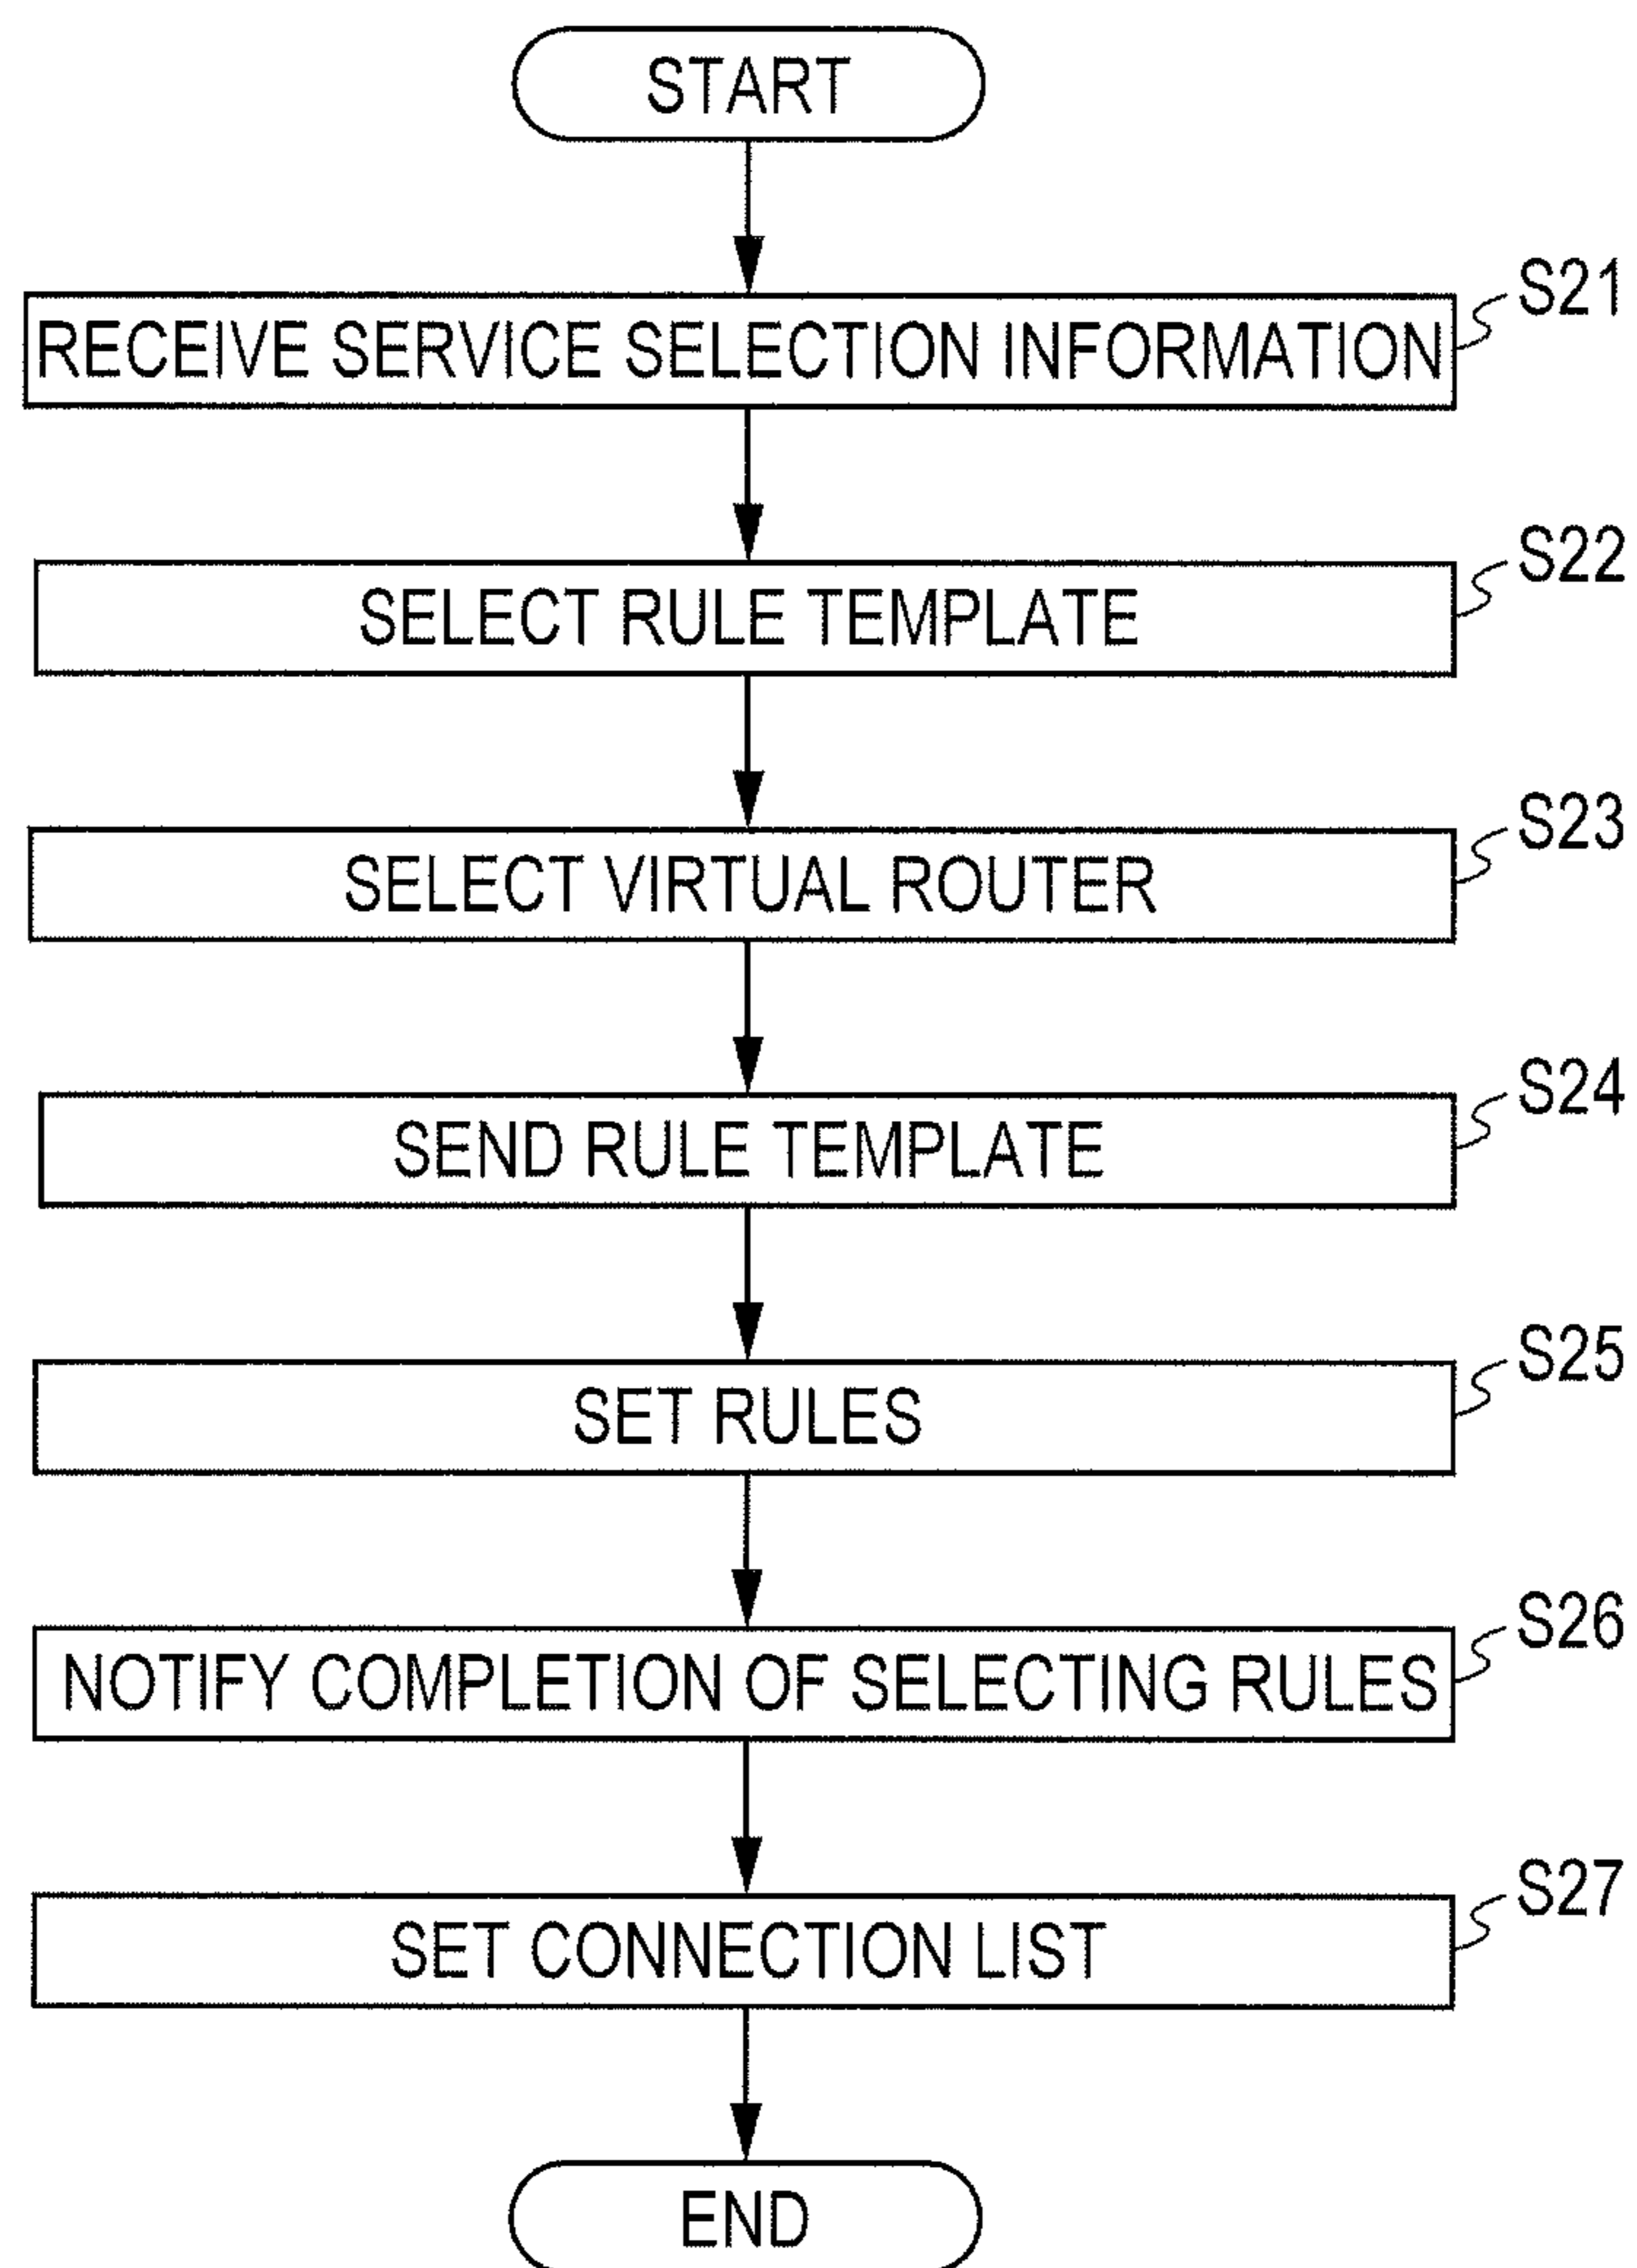 START
S21
RECEIVE SERVICE SELECTION INFORMATION
S22
SELECT RULE TEMPLATE
S23
SELECT VIRTUAL ROUTER
S24
SEND RULE TEMPLATE
S25
SET RULES
S26
NOTIFY COMPLETION OF SELECTING RULES
S27
SET CONNECTION LIST
END